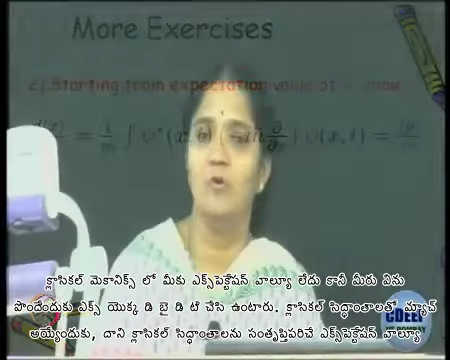 More Exercises
2) Starting from expectation value of
క్లాసికల్ మెకానిక్స్ లో మీకు ఎక్స్‌పెక్టేషన్ వాల్యూ లేదు కానీ మీరు ఏను
పొందేందుకు ఎక్స్ యొక్క డి బై డి టి చేసి ఉంటారు. క్లాసికల్ సిద్ధాంతాలతో మ్యాచ్
అయ్యేందుకు, దాని క్లాసికల్ సిద్ధాంతాలను సంతృప్తిపరిచే ఎక్స్‌పెక్టేషన్ వాల్యూ
CDEEP